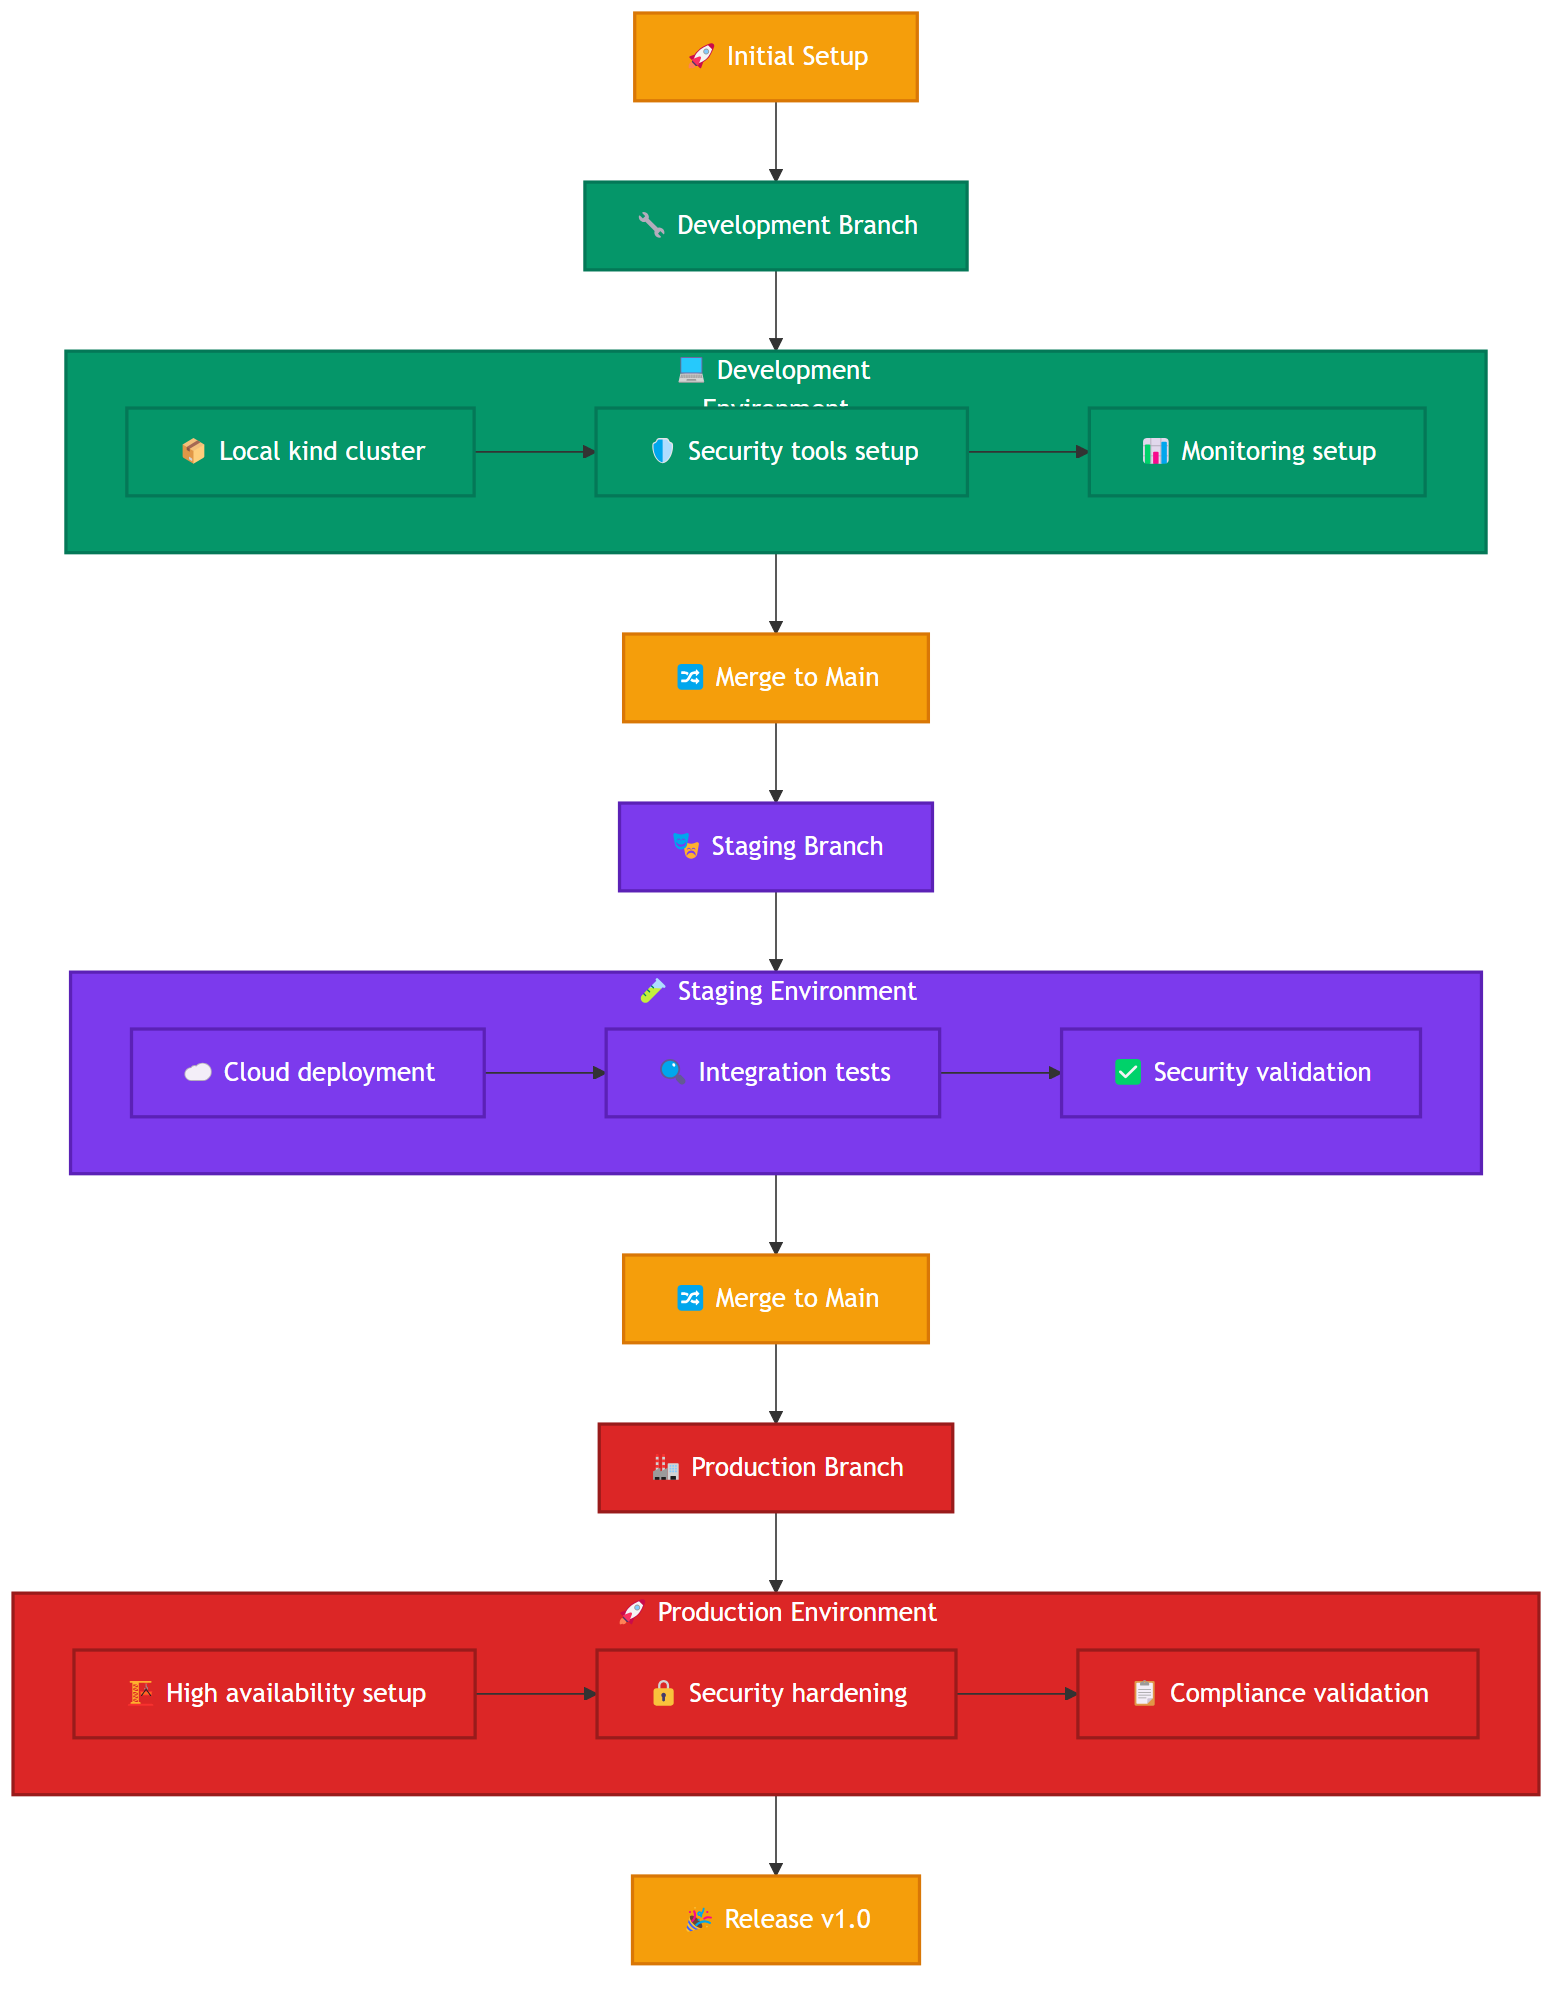 🚀 Initial Setup
🔧 Development Branch
💻 Development
Environment
📦 Local kind cluster
🛡️ Security tools setup
📊 Monitoring setup
🔀 Merge to Main
🎭 Staging Branch
🧪 Staging Environment
☁️ Cloud deployment
🔍 Integration tests
✅ Security validation
🔀 Merge to Main
🏭 Production Branch
🚀 Production Environment
🏗️ High availability setup
🔒 Security hardening
📋 Compliance validation
🎉 Release v1.0